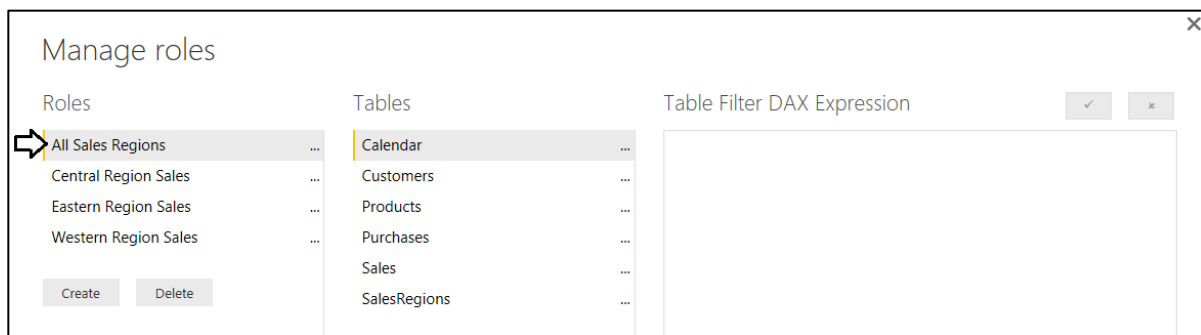 Manage roles
Roles
Tables
Table Filter DAX Expression
All Sales Regions ...
Central Region Sales ...
Eastern Region Sales ...
Western Region Sales ...
Create
Delete
Calendar ...
Customers ...
Products ...
Purchases ...
Sales ...
SalesRegions ...